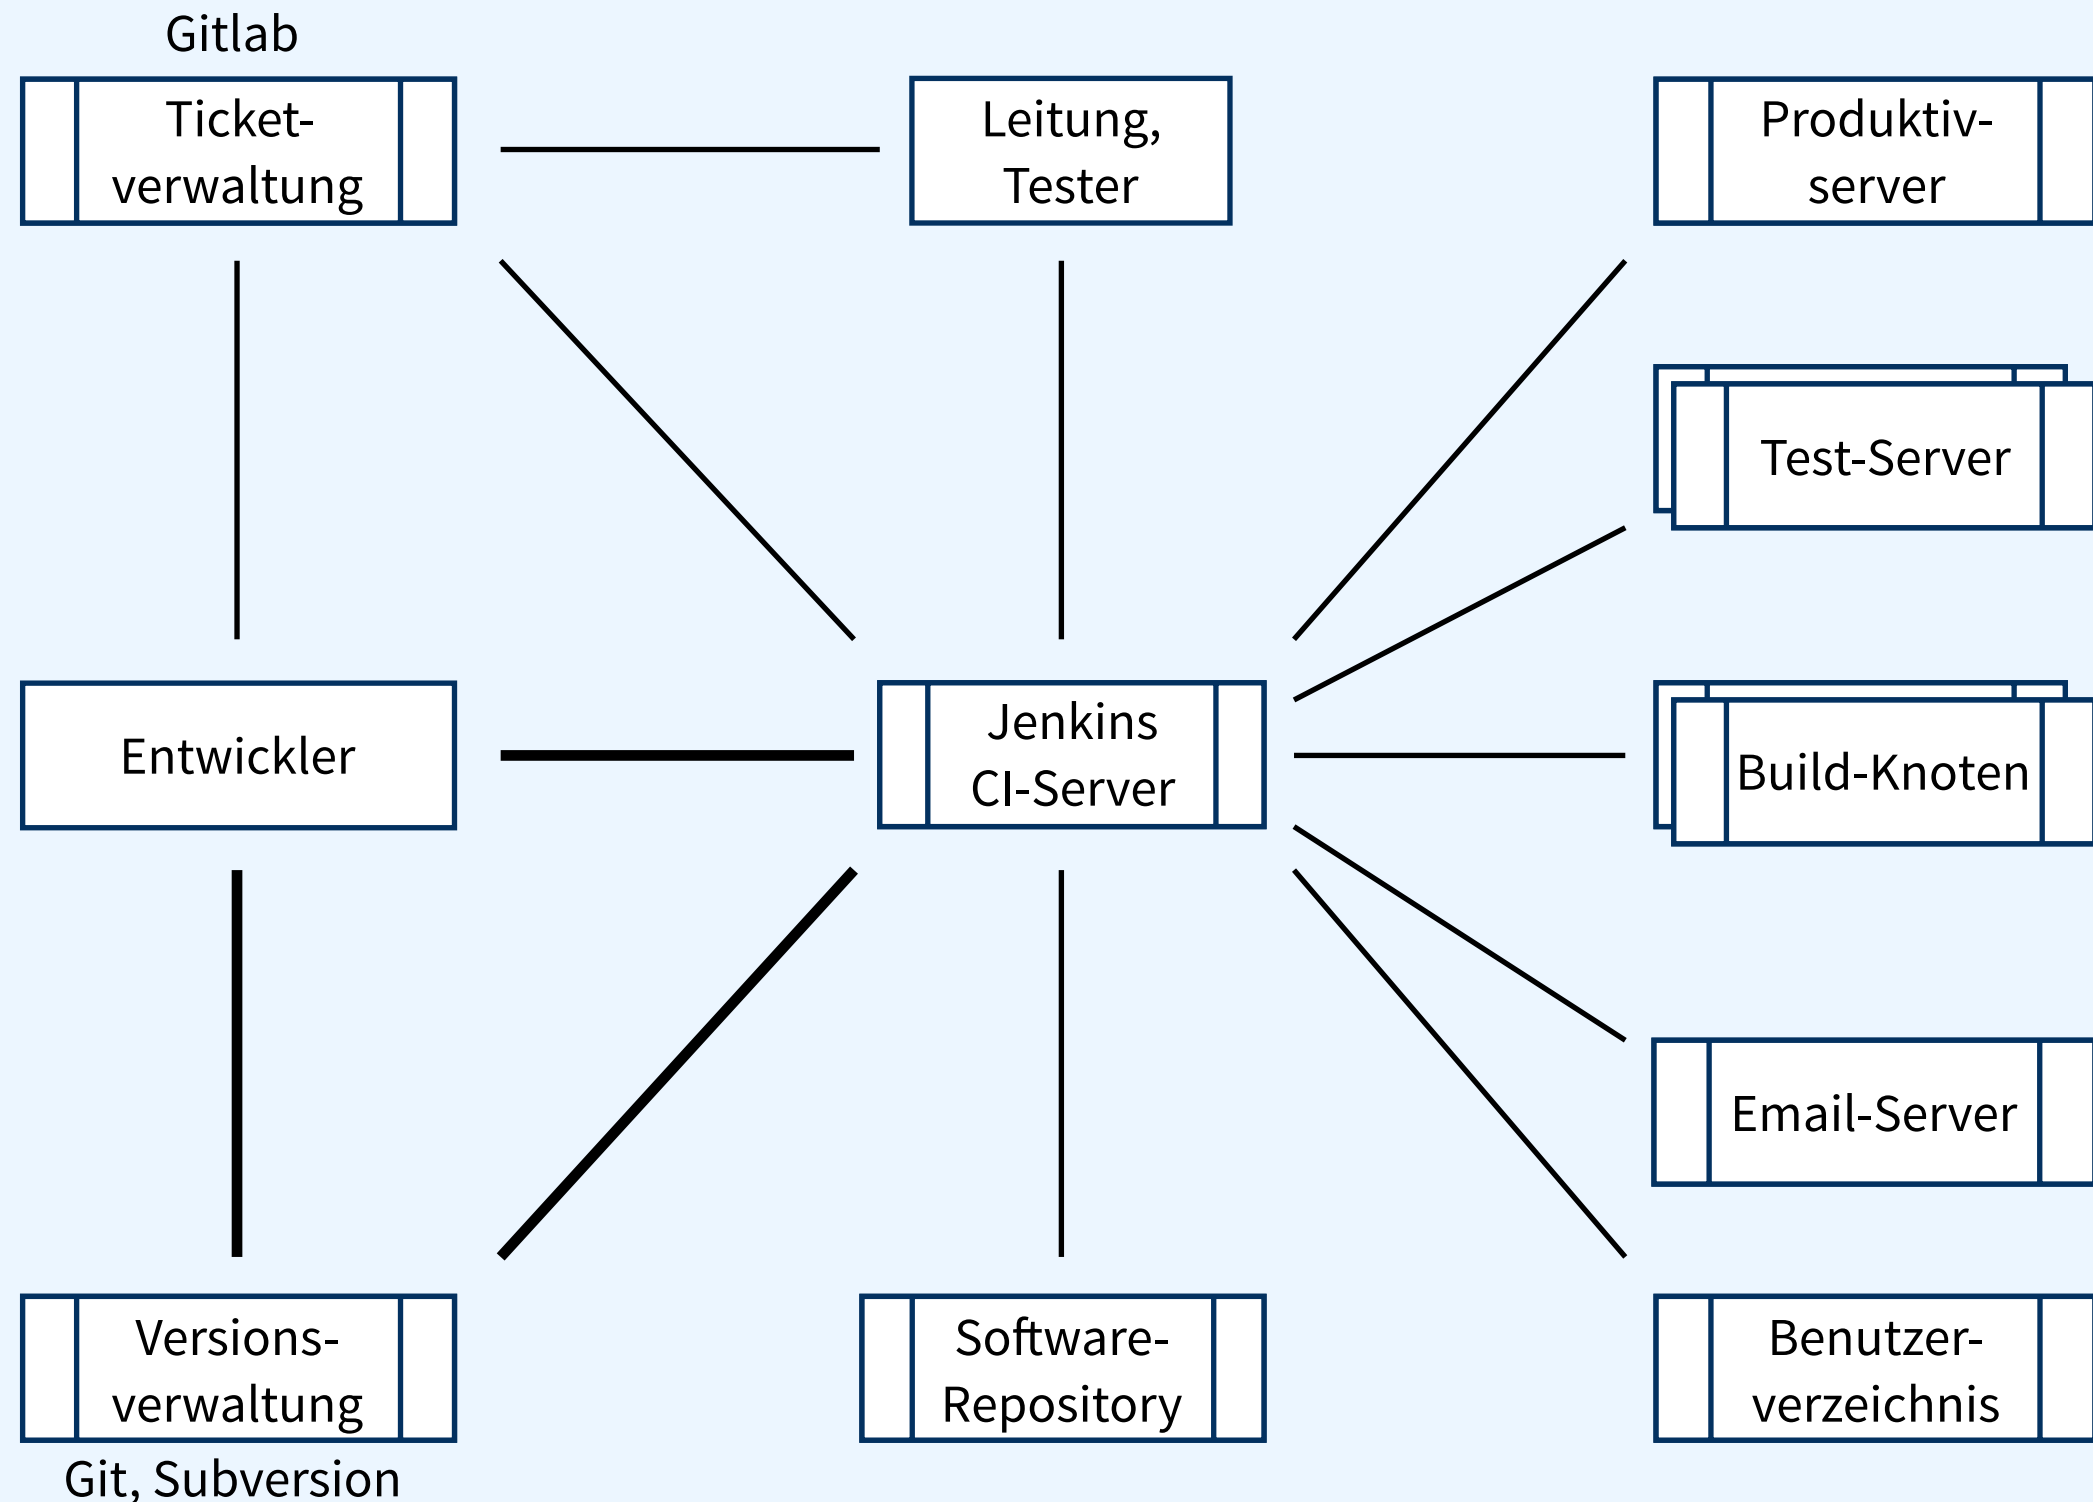 Gitlab
Ticket-
verwaltung
Leitung,
Tester
Produktiv-
server
Test-Server
Entwickler
Jenkins
CI-Server
Build-Knoten
Email-Server
Versions-
verwaltung
Git, Subversion
Software-
Repository
Benutzer-
verzeichnis